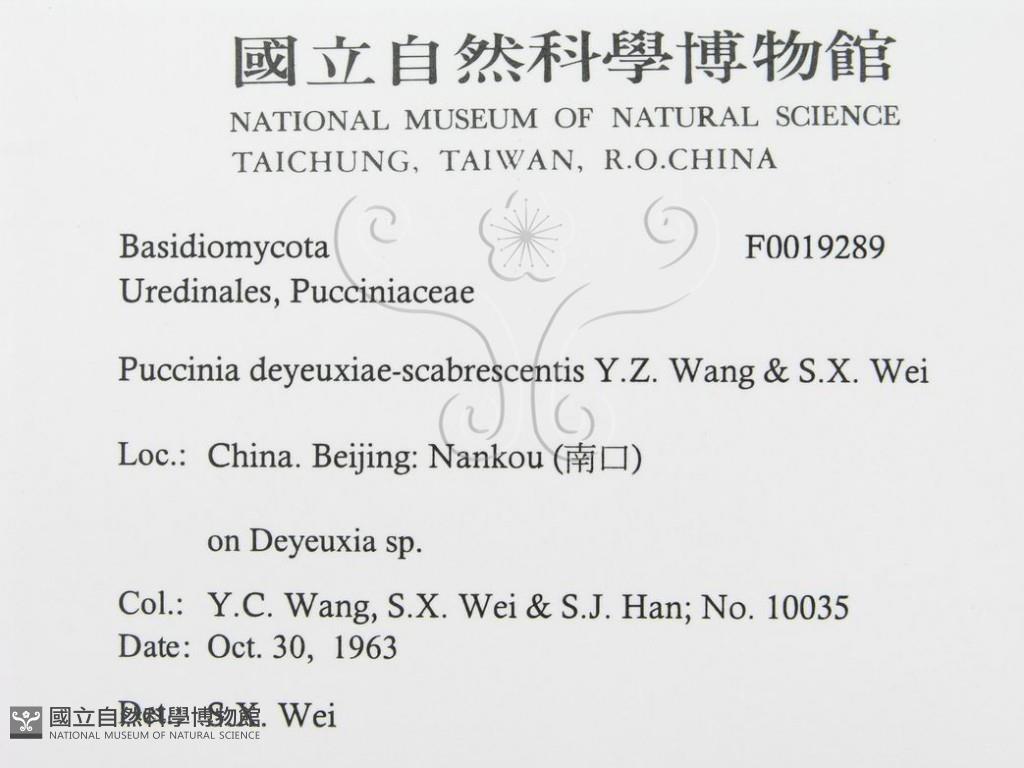 國立自然科學博物館
NATIONAL MUSEUM OF NATURAL SCIENCE
TAICHUNG, TAIWAN, R.O.CHINA
Basidiomycota F0019289
Uredinales, Pucciniaceae
Puccinia deyeuxiae-scabrescentis Y.Z. Wang & S.X. Wei
Loc.: China. Beijing: Nankou (南口)
on Deyeuxia sp.
Col.: Y.C. Wang, S.X. Wei & S.J. Han; No. 10035
Date: Oct. 30, 1963
Det.: S.X. Wei
國立自然科學博物館
NATIONAL MUSEUM OF NATURAL SCIENCE